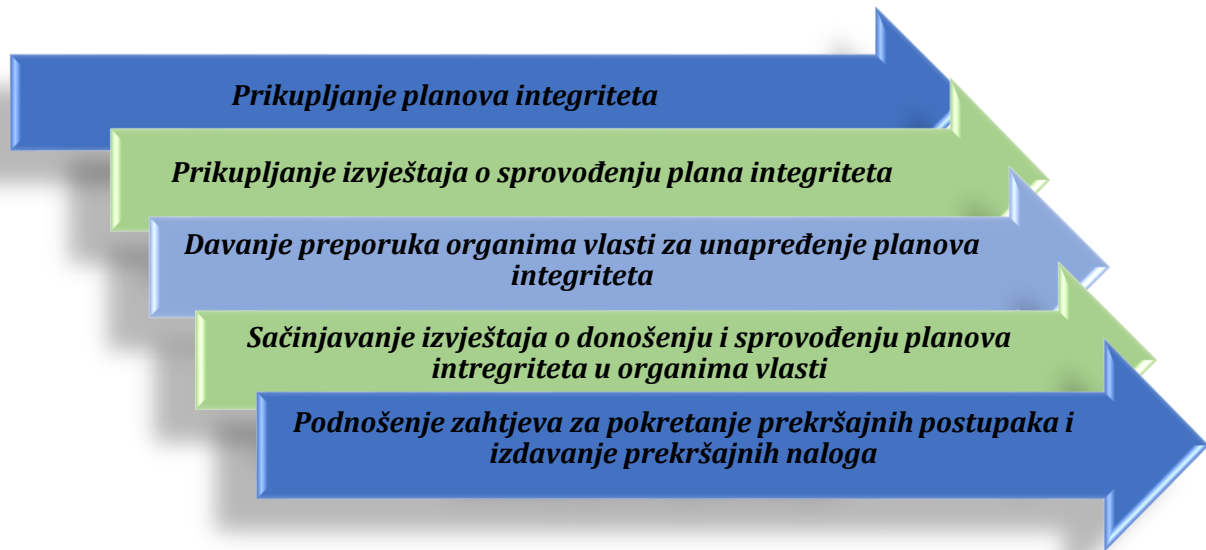 Prikupljanje planova integriteta
Prikupljanje izvještaja o sprovođenju plana integriteta
Davanje preporuka organima vlasti za unapređenje planova
integriteta
Sačinjavanje izvještaja o donošenju i sprovođenju planova
intregriteta u organima vlasti
Podnošenje zahtjeva za pokretanje prekršajnih postupaka i
izdavanje prekršajnih naloga